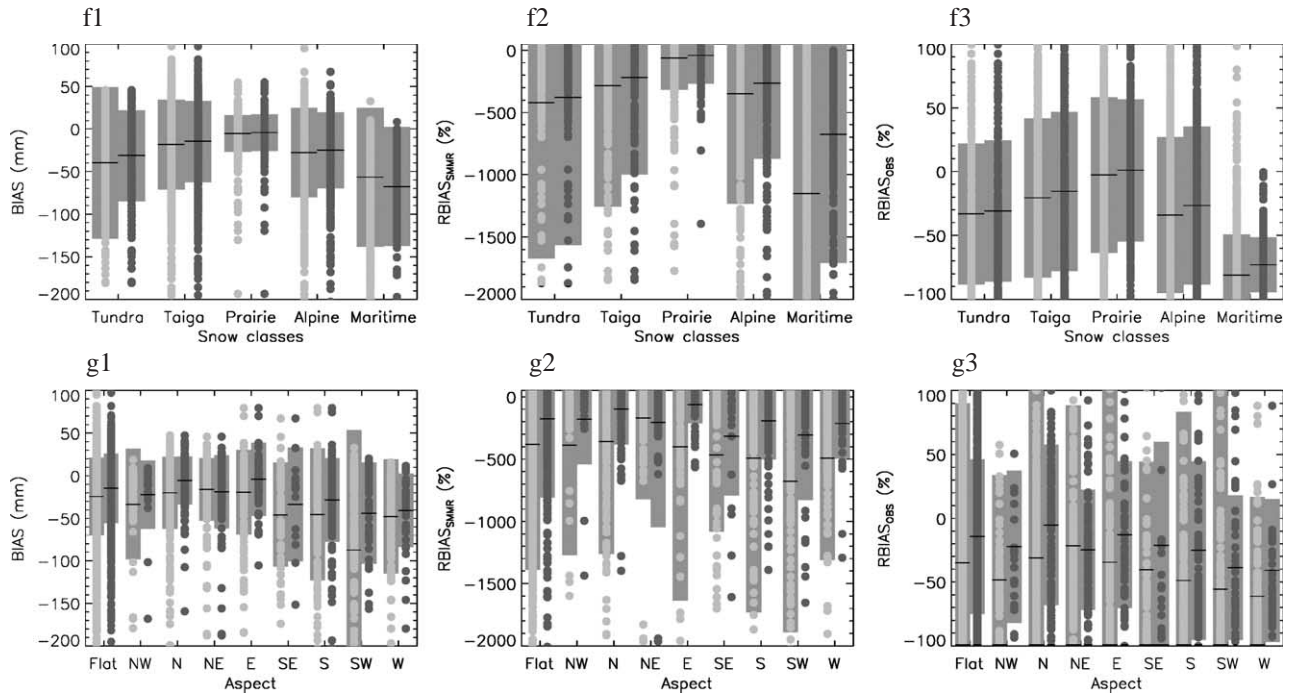 f1 f2 f3
100
50
0
−50
−100
−150
−200
BIAS (mm)
Tundra Taiga Prairie Alpine Maritime
Snow classes
0
−500
−1000
−1500
−2000
RBIAS_SMMR (%)
Tundra Taiga Prairie Alpine Maritime
Snow classes
100
50
0
−50
−100
RBIAS_OBS (%)
Tundra Taiga Prairie Alpine Maritime
Snow classes
g1 g2 g3
100
50
0
−50
−100
−150
−200
BIAS (mm)
Flat NW N NE E SE S SW W
Aspect
0
−500
−1000
−1500
−2000
RBIAS_SMMR (%)
Flat NW N NE E SE S SW W
Aspect
100
50
0
−50
−100
RBIAS_OBS (%)
Flat NW N NE E SE S SW W
Aspect